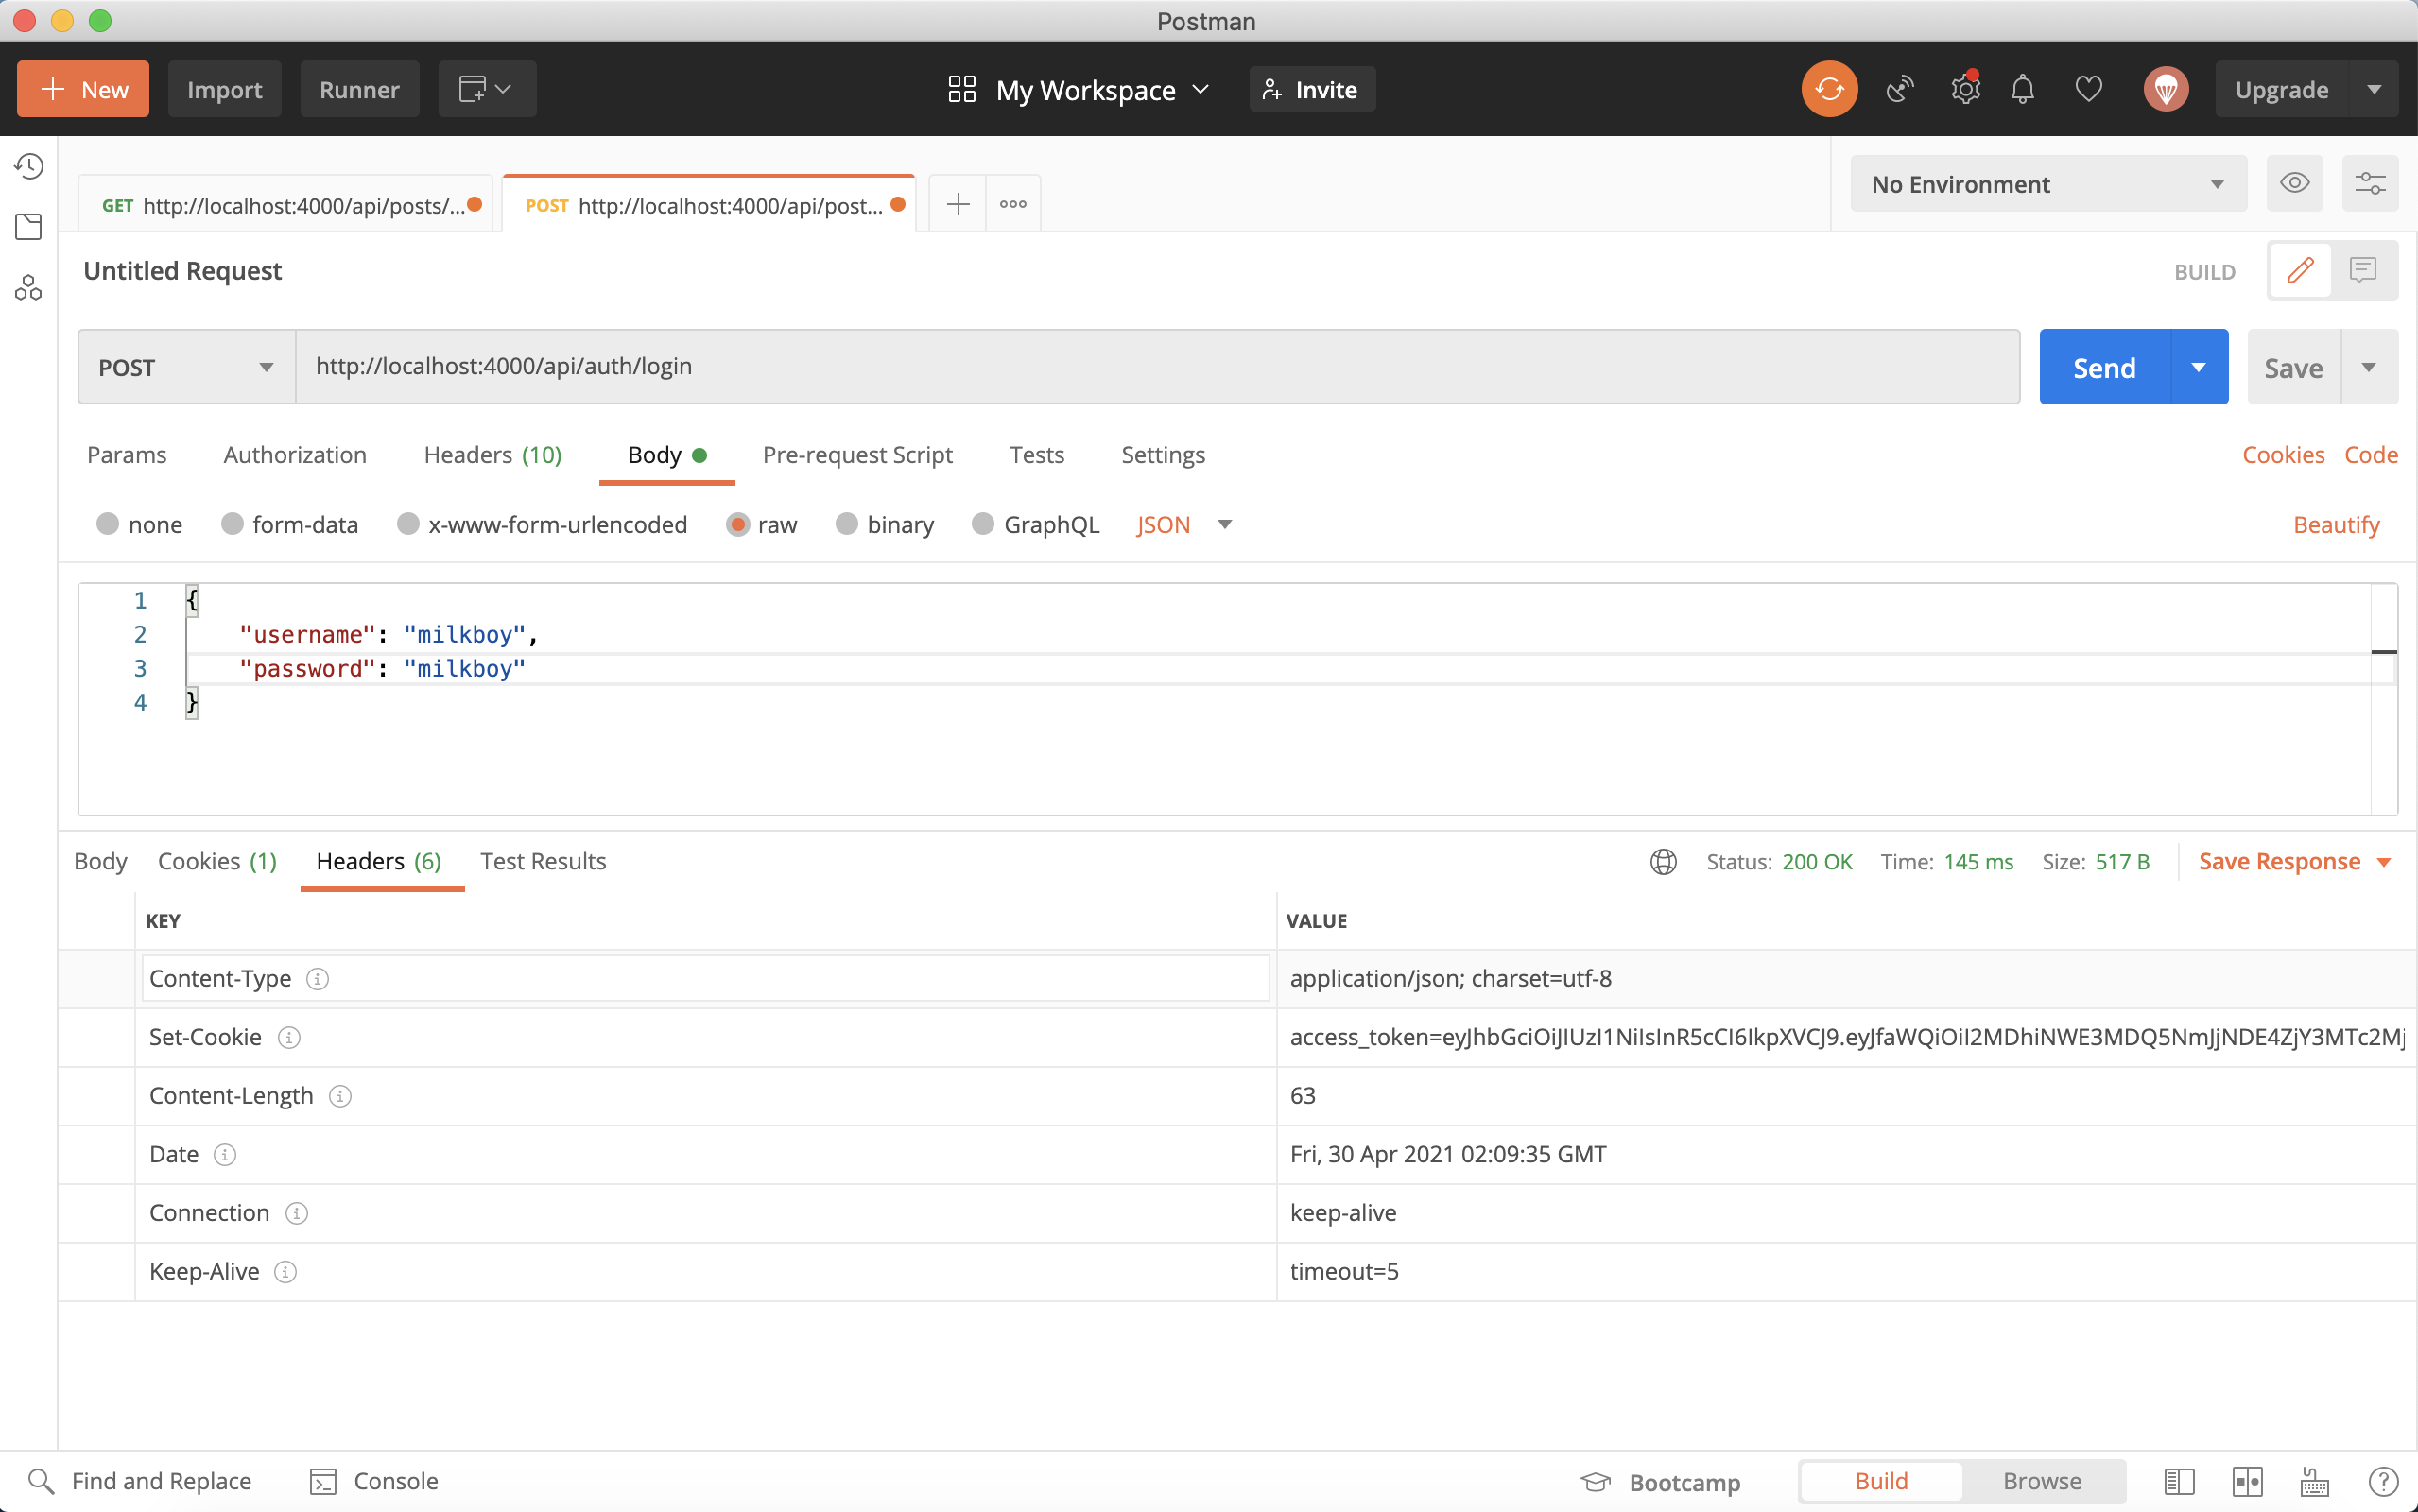 Postman
New Import Runner My Workspace Invite Upgrade
GET http://localhost:4000/api/posts/... POST http://localhost:4000/api/post... No Environment
Untitled Request BUILD
POST http://localhost:4000/api/auth/login Send Save
Params Authorization Headers (10) Body Pre-request Script Tests Settings Cookies Code
none form-data x-www-form-urlencoded raw binary GraphQL JSON Beautify
1 {
2 "username": "milkboy",
3 "password": "milkboy"
4 }
Body Cookies (1) Headers (6) Test Results Status: 200 OK Time: 145 ms Size: 517 B Save Response
KEY VALUE
Content-Type application/json; charset=utf-8
Set-Cookie access_token=eyJhbGciOiJIUzI1NiIsInR5cCI6IkpXVCJ9.eyJfaWQiOiI2MDhiNWE3MDQ5NmJjNDE4ZjY3MTc2Mj
Content-Length 63
Date Fri, 30 Apr 2021 02:09:35 GMT
Connection keep-alive
Keep-Alive timeout=5
Find and Replace Console Bootcamp Build Browse